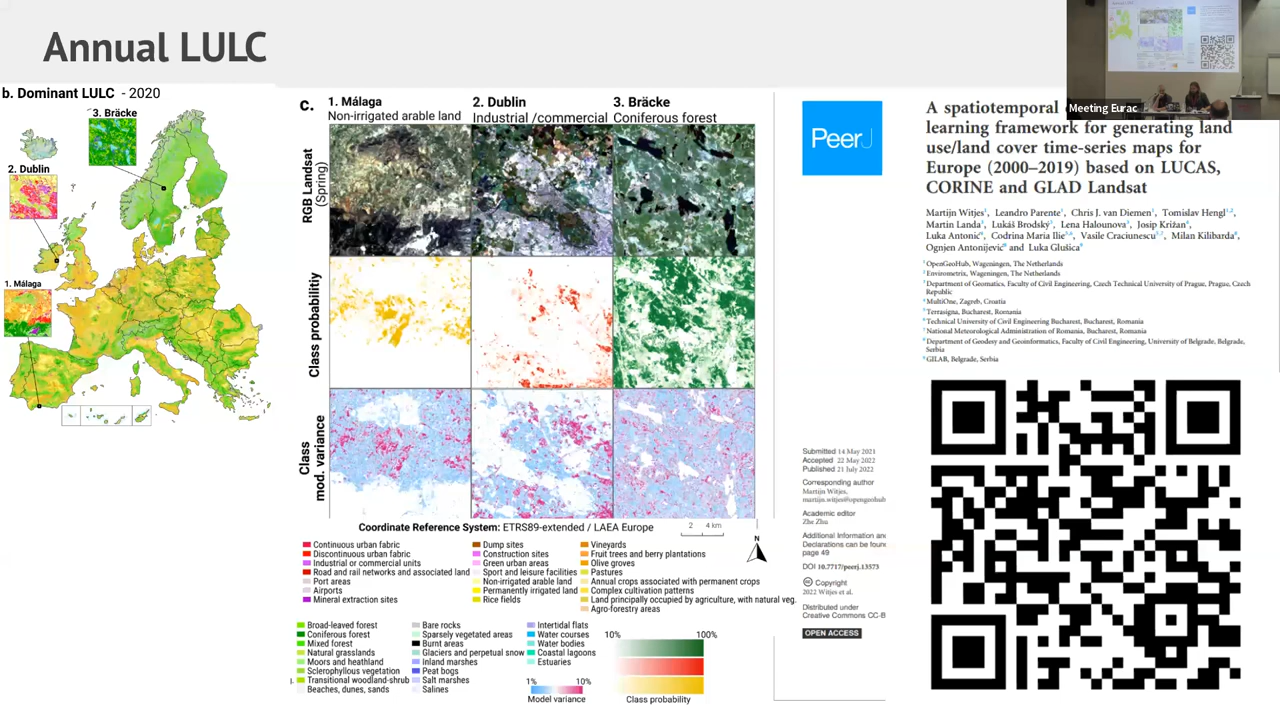 Annual LULC
b. Dominant LULC - 2020
3. Bräcke
2. Dublin
1. Málaga
c.
1. Málaga
Non-irrigated arable land
2. Dublin
Industrial /commercial
3. Bräcke
Coniferous forest
RGB Landsat
(Spring)
Class probability
Class
mod. variance
Coordinate Reference System: ETRS89-extended / LAEA Europe
2 4 km
N
Continuous urban fabric
Discontinuous urban fabric
Industrial or commercial units
Road and rail networks and associated land
Port areas
Airports
Mineral extraction sites
Dump sites
Construction sites
Green urban areas
Sport and leisure facilities
Non-irrigated arable land
Permanently irrigated land
Rice fields
Vineyards
Fruit trees and berry plantations
Olive groves
Pastures
Annual crops associated with permanent crops
Complex cultivation patterns
Land principally occupied by agriculture, with natural veg.
Agro-forestry areas
Broad-leaved forest
Coniferous forest
Mixed forest
Natural grasslands
Moors and heathland
Sclerophyllous vegetation
Transitional woodland-shrub
Beaches, dunes, sands
Bare rocks
Sparsely vegetated areas
Burnt areas
Glaciers and perpetual snow
Inland marshes
Peat bogs
Salt marshes
Salines
Intertidal flats
Water courses
Water bodies
Coastal lagoons
Estuaries
10% 100%
Class probability
1% 10%
Model variance
PeerJ
Submitted 14 May 2021
Accepted 22 May 2022
Published 21 July 2022
Corresponding author
Martijn Witjes,
martijn.witjes@opengeohub
Academic editor
Zhe Zhu
Additional Information and
Declarations can be found
page 49
DOI 10.7717/peerj.13573
Copyright
2022 Witjes et al.
Distributed under
Creative Commons CC-B
OPEN ACCESS
Meeting Eurac
A spatiotemporal
learning framework for generating land
use/land cover time-series maps for
Europe (2000–2019) based on LUCAS,
CORINE and GLAD Landsat
Martijn Witjes1, Leandro Parente1, Chris J. van Diemen1, Tomislav Hengl1,2,
Martin Landa3, Lukáš Brodský3, Lena Halounova3, Josip Križan4,
Luka Antonić4, Codrina Maria Ilie5,6, Vasile Craciunescu5,7, Milan Kilibarda8,
Ognjen Antonijević9 and Luka Glušica9
1 OpenGeoHub, Wageningen, The Netherlands
2 Envirometrix, Wageningen, The Netherlands
3 Department of Geomatics, Faculty of Civil Engineering, Czech Technical University of Prague, Prague, Czech
Republic
4 MultiOne, Zagreb, Croatia
5 Terrasigna, Bucharest, Romania
6 Technical University of Civil Engineering Bucharest, Bucharest, Romania
7 National Meteorological Administration of Romania, Bucharest, Romania
8 Department of Geodesy and Geoinformatics, Faculty of Civil Engineering, University of Belgrade, Belgrade,
Serbia
9 GILAB, Belgrade, Serbia